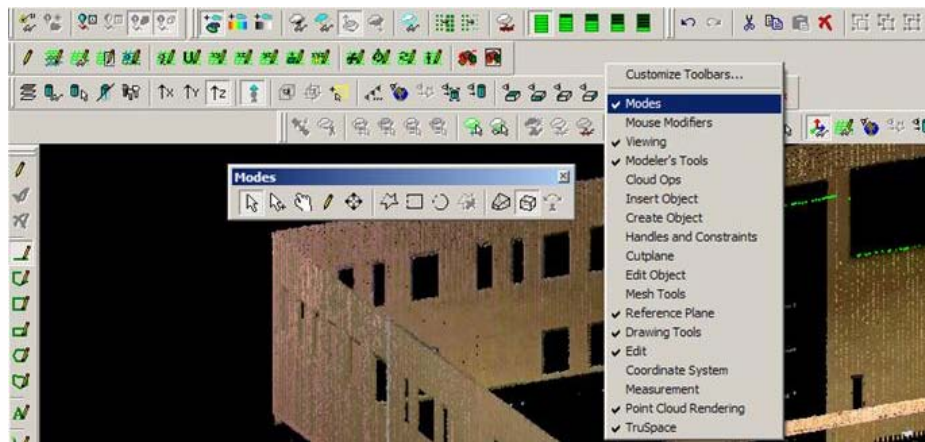 Customize Toolbars...
Modes
Mouse Modifiers
Viewing
Modeler's Tools
Cloud Ops
Insert Object
Create Object
Handles and Constraints
Cutplane
Edit Object
Mesh Tools
Reference Plane
Drawing Tools
Edit
Coordinate System
Measurement
Point Cloud Rendering
TruSpace
Modes